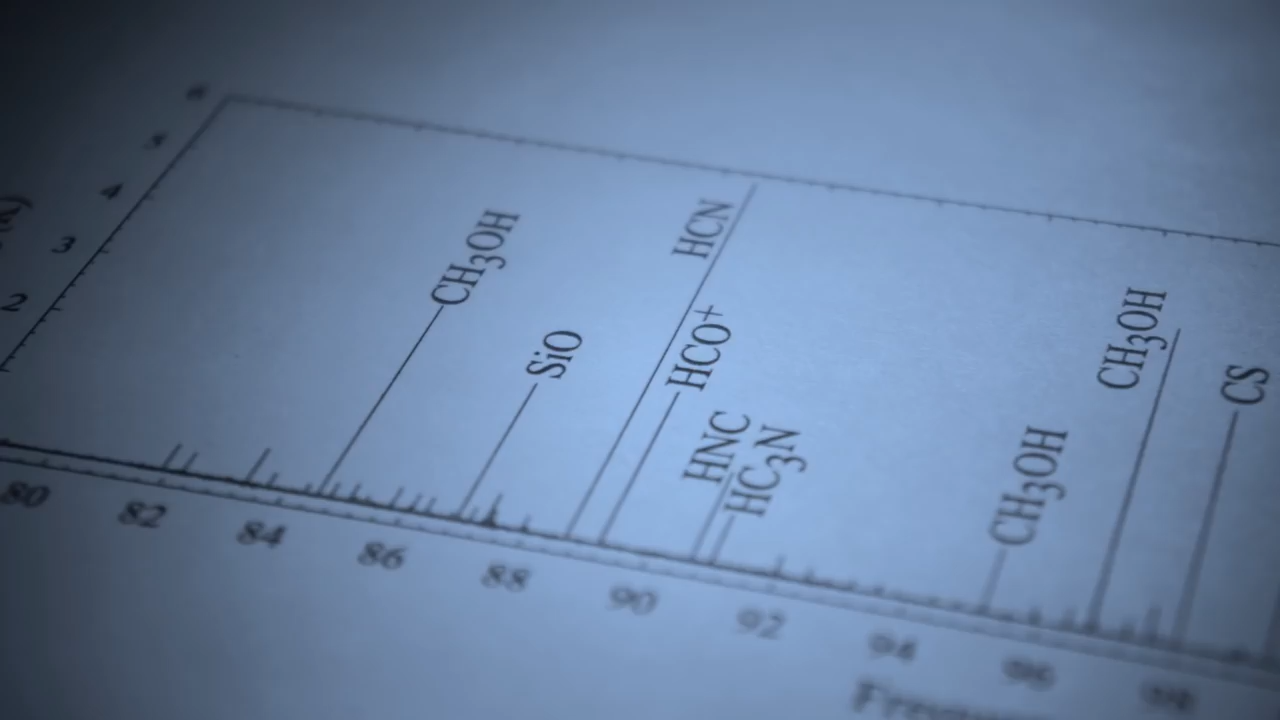 6
5
4
3
2
CH3OH
SiO
HCN
HCO+
HNC
HC3N
CH3OH
CH3OH
CS
80 82 84 86 88 90 92 94 96 98